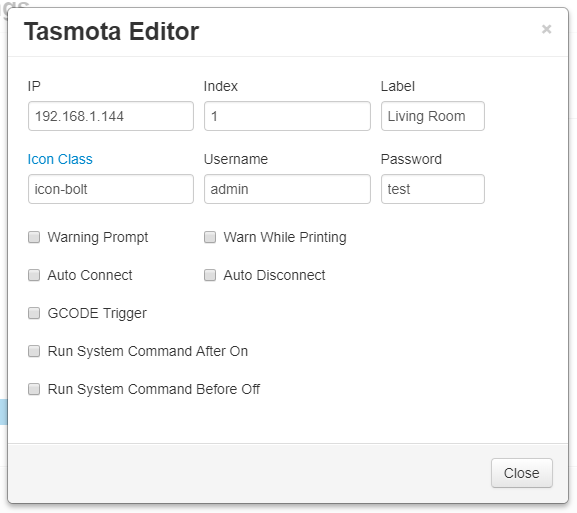 gs
Tasmota Editor ×
IP Index Label
192.168.1.144 1 Living Room
Icon Class Username Password
icon-bolt admin test
Warning Prompt Warn While Printing
Auto Connect Auto Disconnect
GCODE Trigger
Run System Command After On
Run System Command Before Off
Close